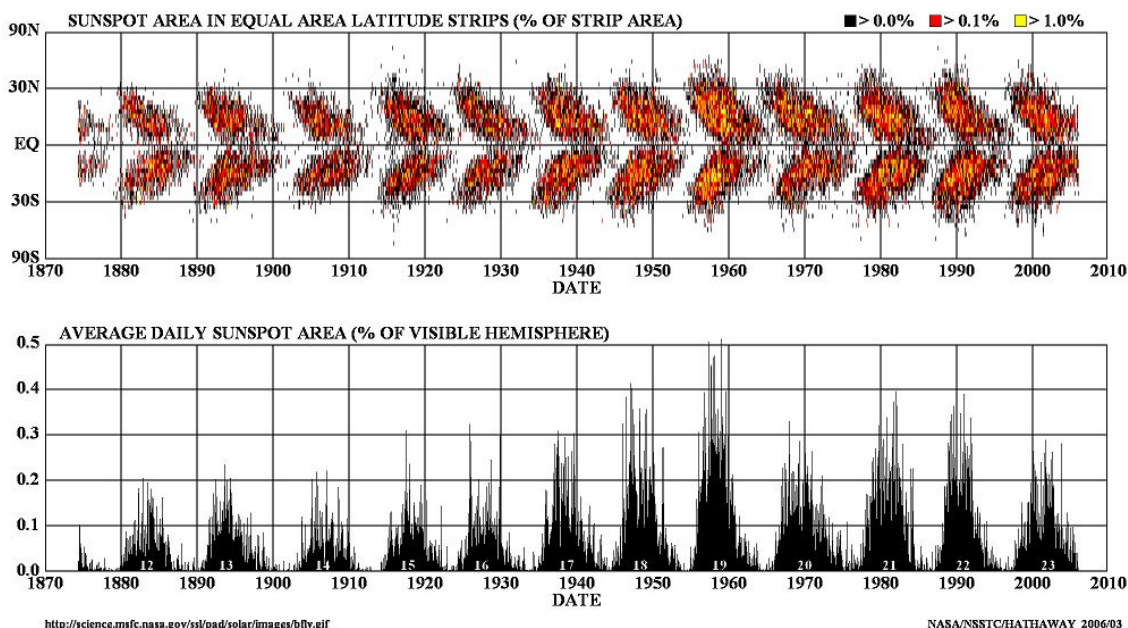 SUNSPOT AREA IN EQUAL AREA LATITUDE STRIPS (% OF STRIP AREA) > 0.0% > 0.1% > 1.0%
90N
30N
EQ
30S
90S
1870 1880 1890 1900 1910 1920 1930 1940 1950 1960 1970 1980 1990 2000 2010
DATE
AVERAGE DAILY SUNSPOT AREA (% OF VISIBLE HEMISPHERE)
0.5
0.4
0.3
0.2
0.1
0.0
12 13 14 15 16 17 18 19 20 21 22 23
1870 1880 1890 1900 1910 1920 1930 1940 1950 1960 1970 1980 1990 2000 2010
DATE
http://science.msfc.nasa.gov/ssl/pad/solar/images/bfly.gif NASA/NSSTC/HATHAWAY 2006/03